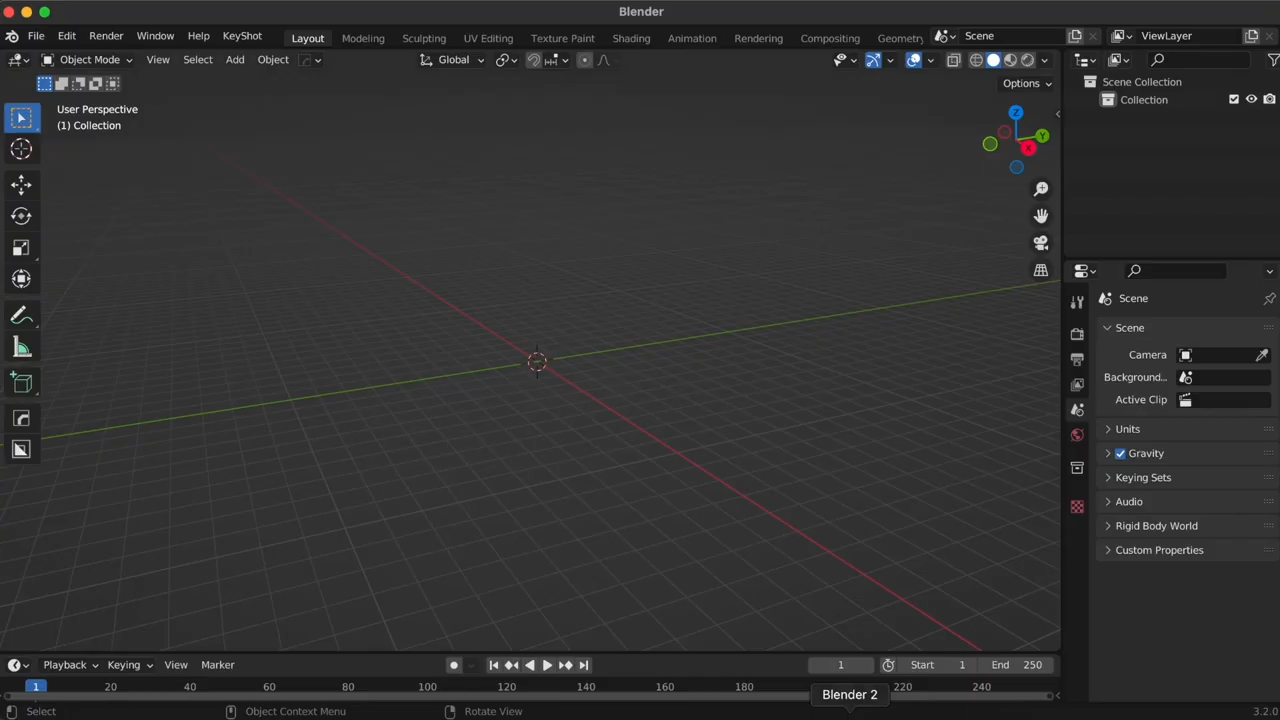 Blender
File Edit Render Window Help KeyShot Layout Modeling Sculpting UV Editing Texture Paint Shading Animation Rendering Compositing Geometry Scene ViewLayer
Object Mode View Select Add Object Global
Options
User Perspective
(1) Collection
Z
Y
X
Scene Collection
Collection
Scene
Scene
Camera
Background...
Active Clip
Units
Gravity
Keying Sets
Audio
Rigid Body World
Custom Properties
Playback Keying View Marker 1 Start 1 End 250
1 20 40 60 80 100 120 140 160 180 220 240
Blender 2
Select Object Context Menu Rotate View 3.2.0